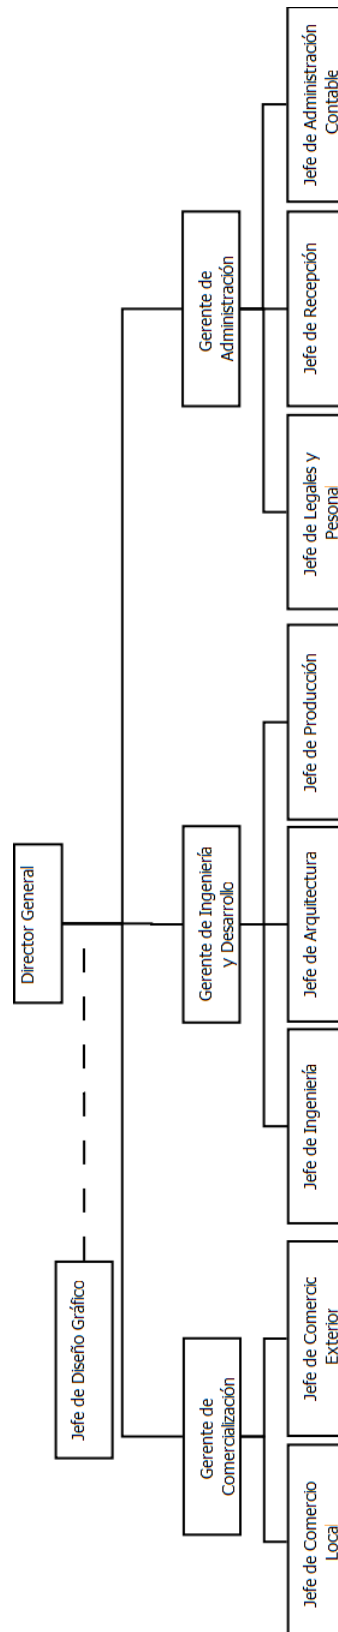 Director General
Jefe de Diseño Gráfico
Gerente de
Comercialización
Gerente de Ingeniería
y Desarrollo
Gerente de
Administración
Jefe de Comercio
Local
Jefe de Comercic
Exterior
Jefe de Ingeniería
Jefe de Arquitectura
Jefe de Producción
Jefe de Legales y
Pesonal
Jefe de Recepción
Jefe de Administración
Contable